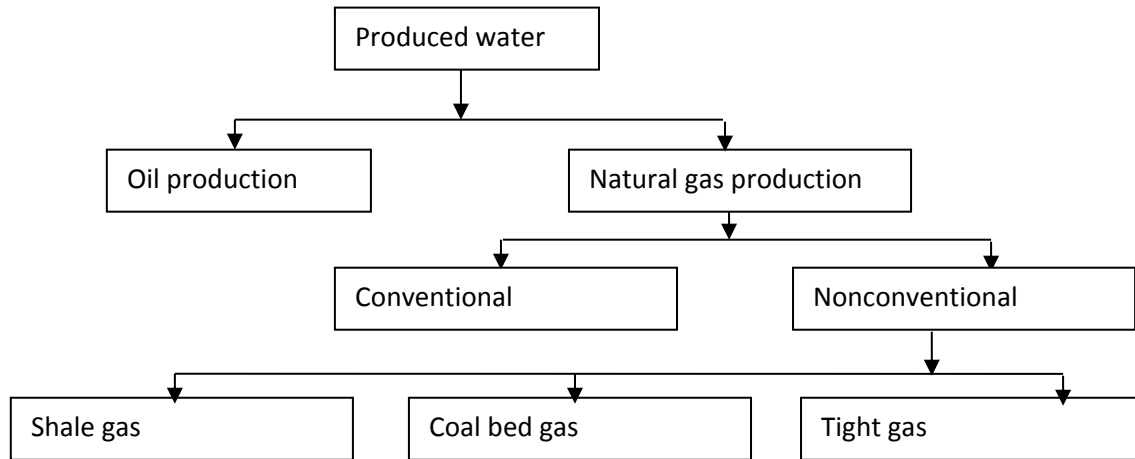 Produced water
Oil production
Natural gas production
Conventional
Nonconventional
Shale gas
Coal bed gas
Tight gas